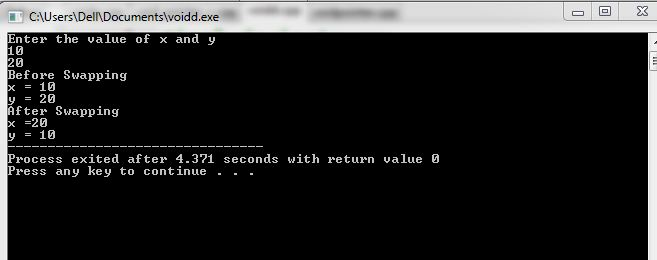 C:\Users\Dell\Documents\voidd.exe
Enter the value of x and y
10
20
Before Swapping
x = 10
y = 20
After Swapping
x =20
y = 10
--------------------------------
Process exited after 4.371 seconds with return value 0
Press any key to continue . . .